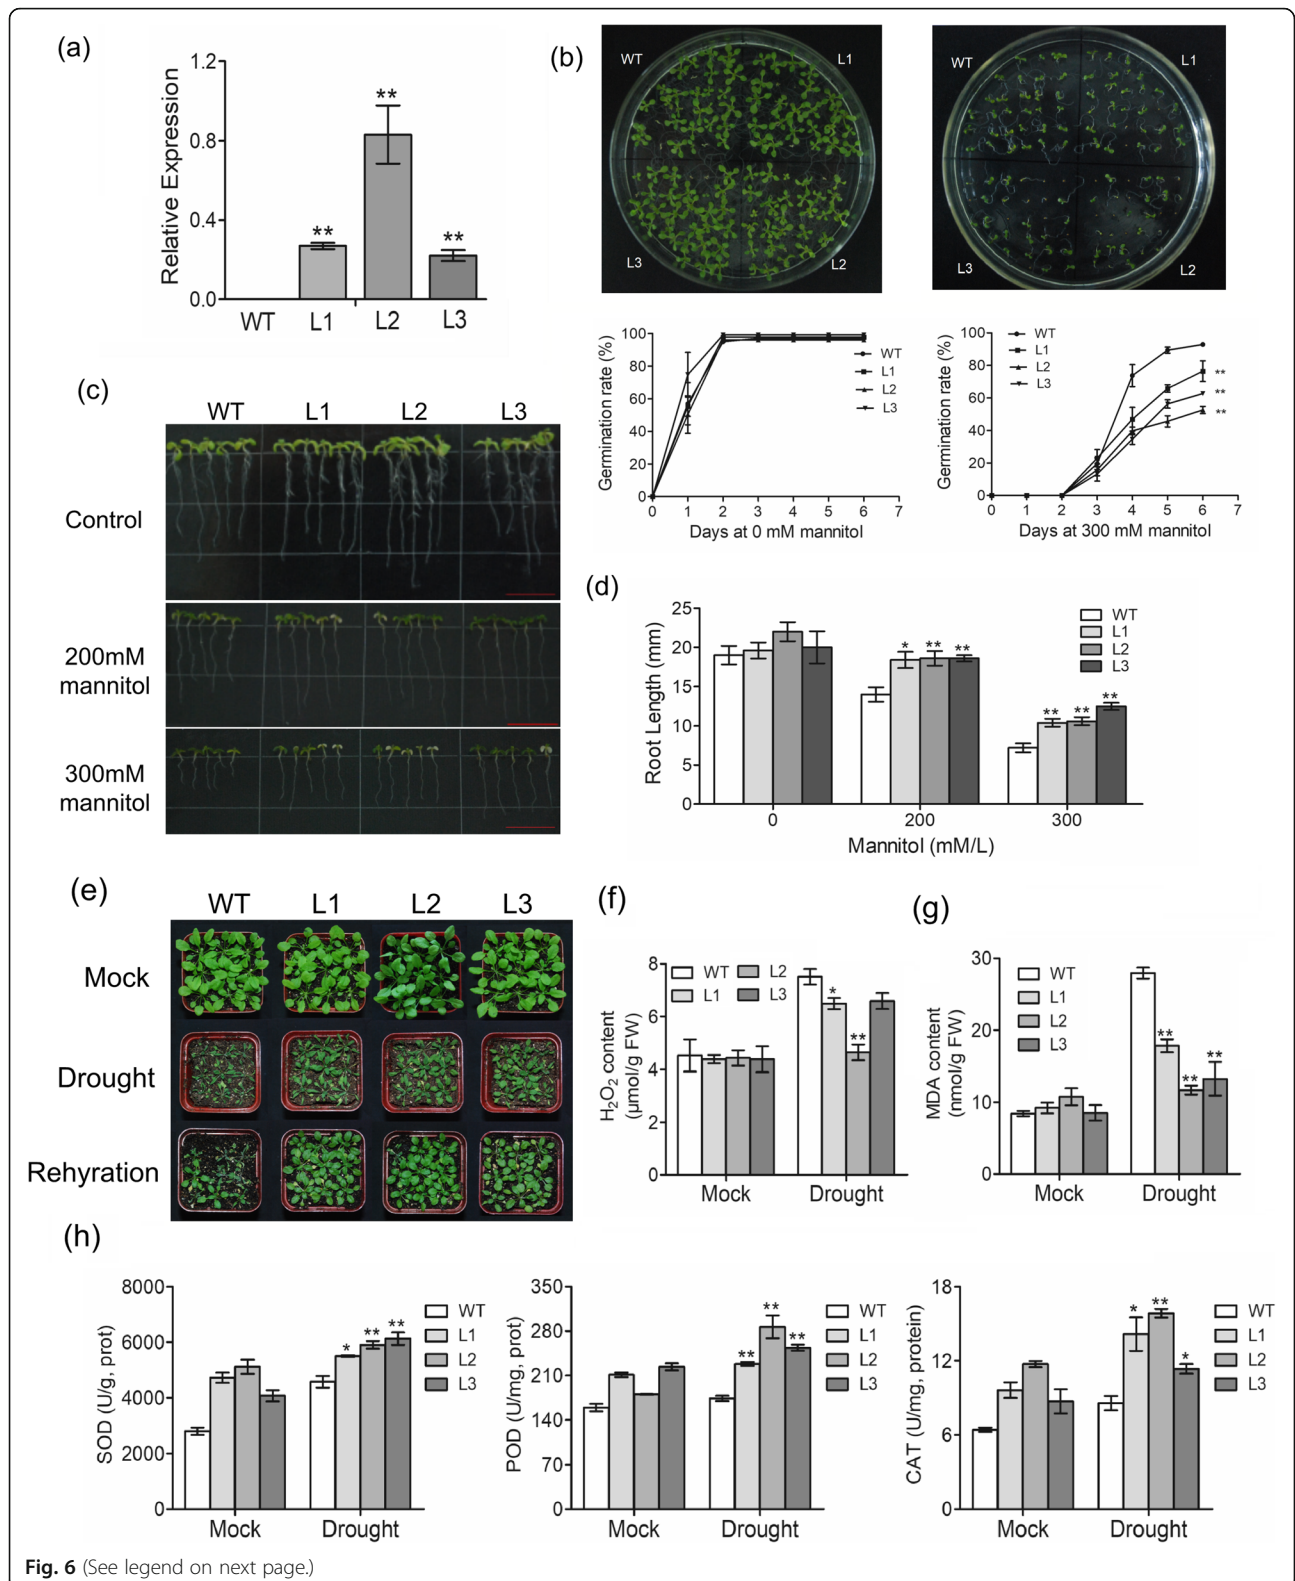 (a)
Relative Expression
1.2
0.8
0.4
0.0
**
**
**
WT L1 L2 L3
(b)
WT L1
L3 L2
WT L1
L3 L2
Germination rate (%)
100
80
60
40
20
0
WT
L1
L2
L3
0 1 2 3 4 5 6 7
Days at 0 mM mannitol
Germination rate (%)
100
80
60
40
20
0
WT
L1
L2
L3
**
**
**
0 1 2 3 4 5 6 7
Days at 300 mM mannitol
(c)
WT L1 L2 L3
Control
200mM
mannitol
300mM
mannitol
(d)
Root Length (mm)
25
20
15
10
5
0
WT
L1
L2
L3
* ** **
** ** **
0 200 300
Mannitol (mM/L)
(e)
WT L1 L2 L3
Mock
Drought
Rehyration
(f)
H2O2 content
(µmol/g FW)
8
6
4
2
0
WT L2
L1 L3
*
**
Mock Drought
(g)
MDA content
(nmol/g FW)
30
20
10
0
WT
L1
L2
L3
**
**
**
Mock Drought
(h)
SOD (U/g, prot)
8000
6000
4000
2000
0
WT
L1
L2
L3
* ** **
Mock Drought
POD (U/mg, prot)
350
280
210
140
70
0
WT
L1
L2
L3
** ** **
Mock Drought
CAT (U/mg, protein)
18
12
6
0
WT
L1
L2
L3
* ** *
Mock Drought
Fig. 6 (See legend on next page.)